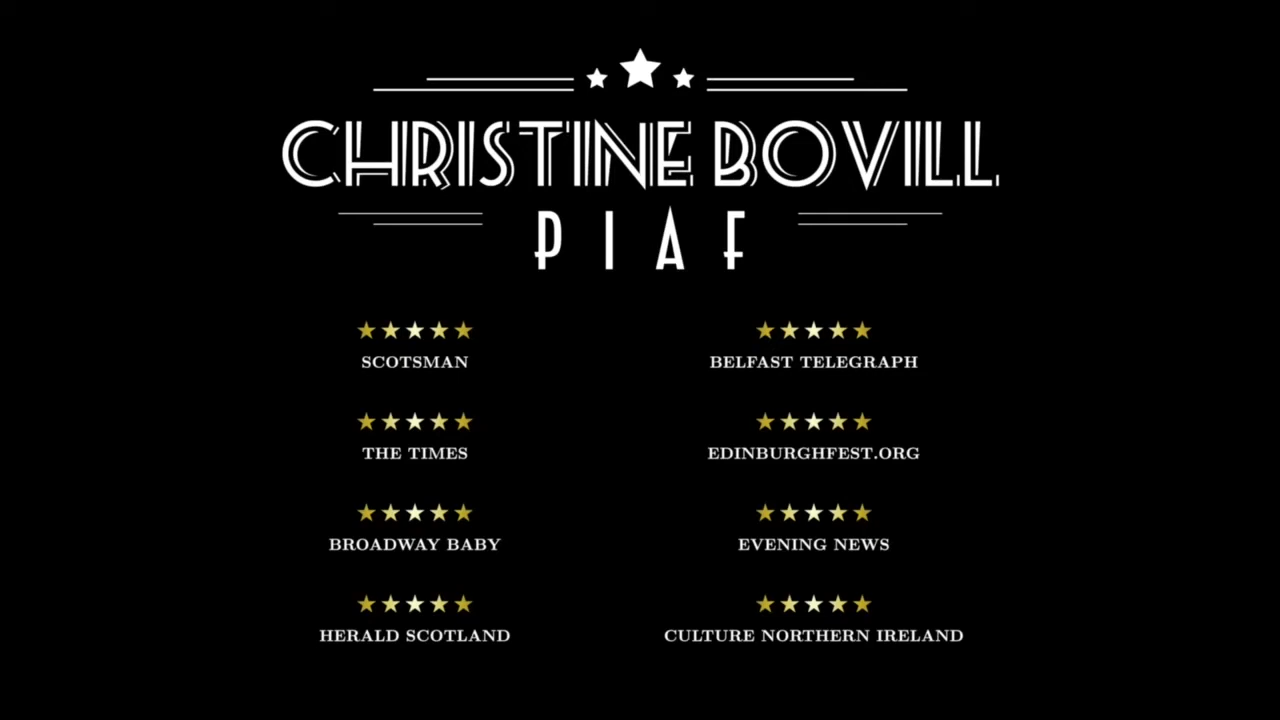 CHRISTINE BOVILL
PIAF
SCOTSMAN
BELFAST TELEGRAPH
THE TIMES
EDINBURGHFEST.ORG
BROADWAY BABY
EVENING NEWS
HERALD SCOTLAND
CULTURE NORTHERN IRELAND